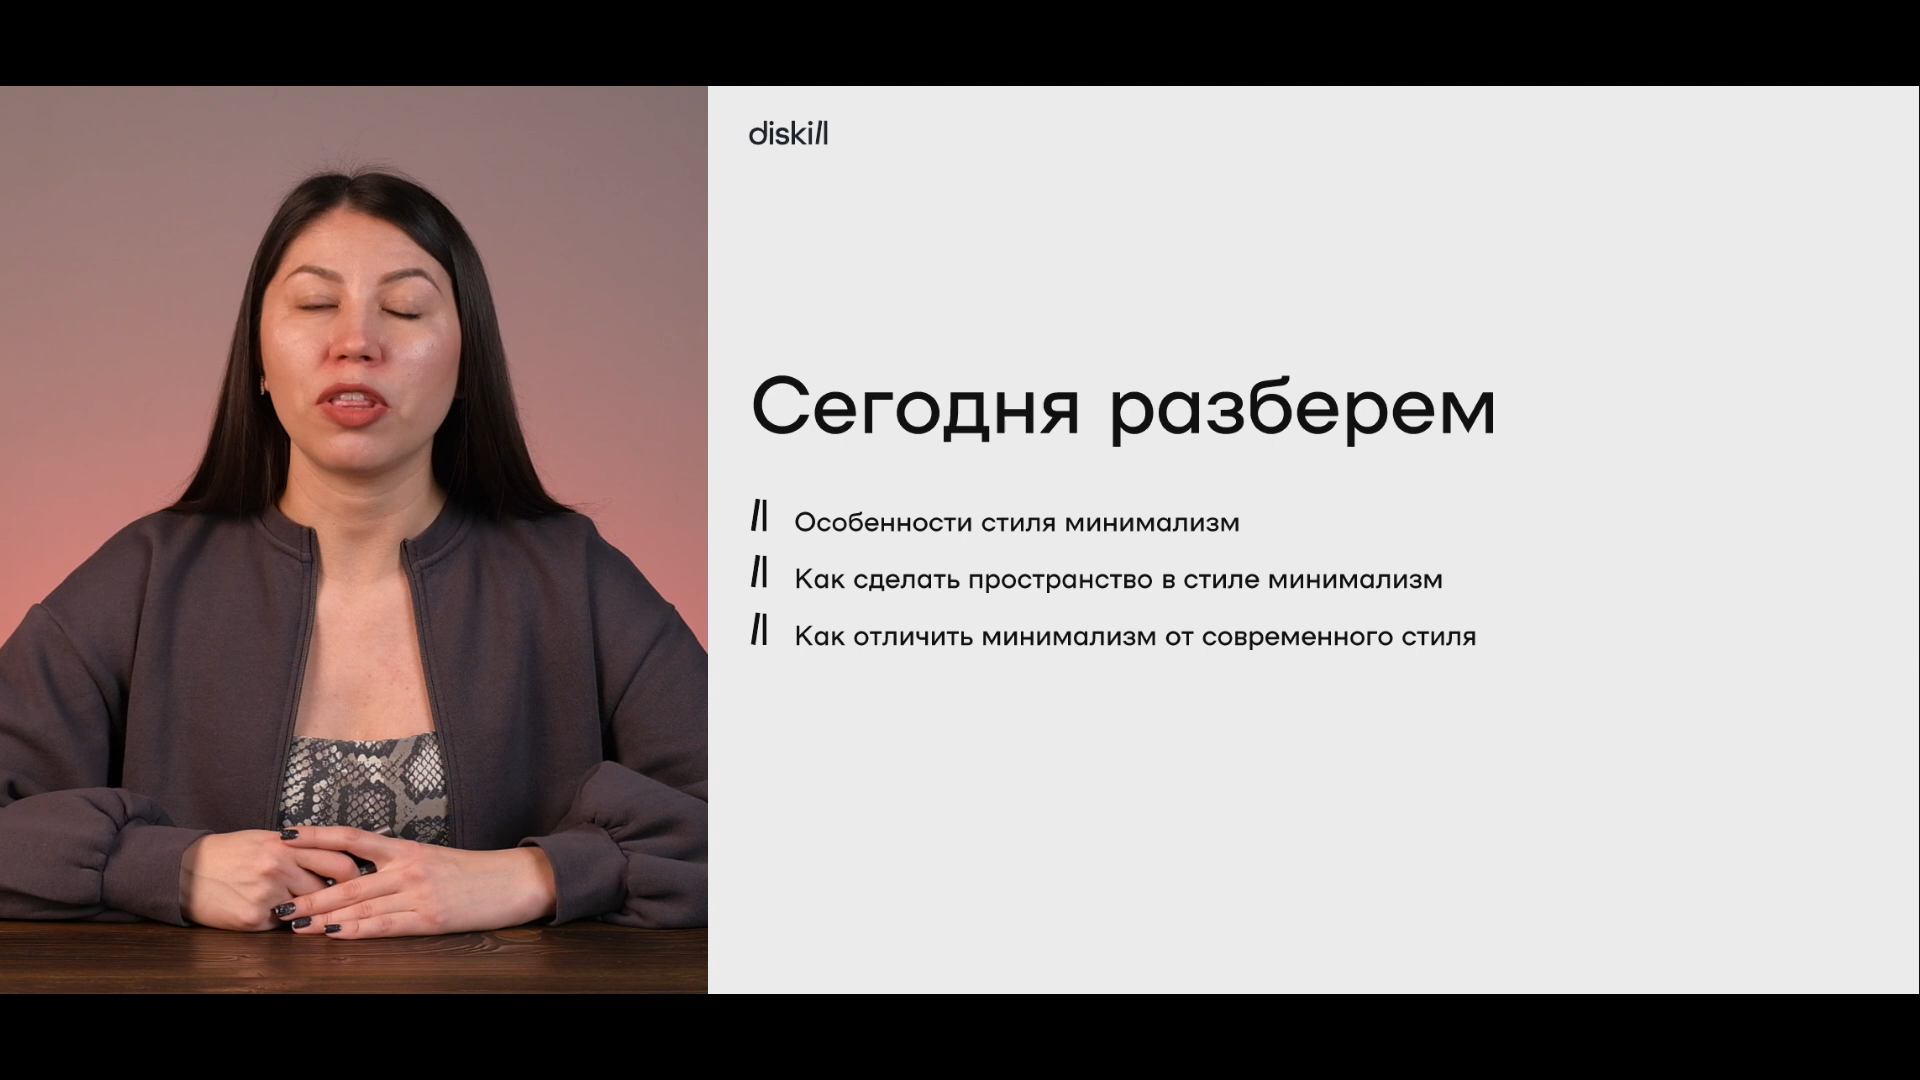 diskill
Сегодня разберем
Особенности стиля минимализм
Как сделать пространство в стиле минимализм
Как отличить минимализм от современного стиля